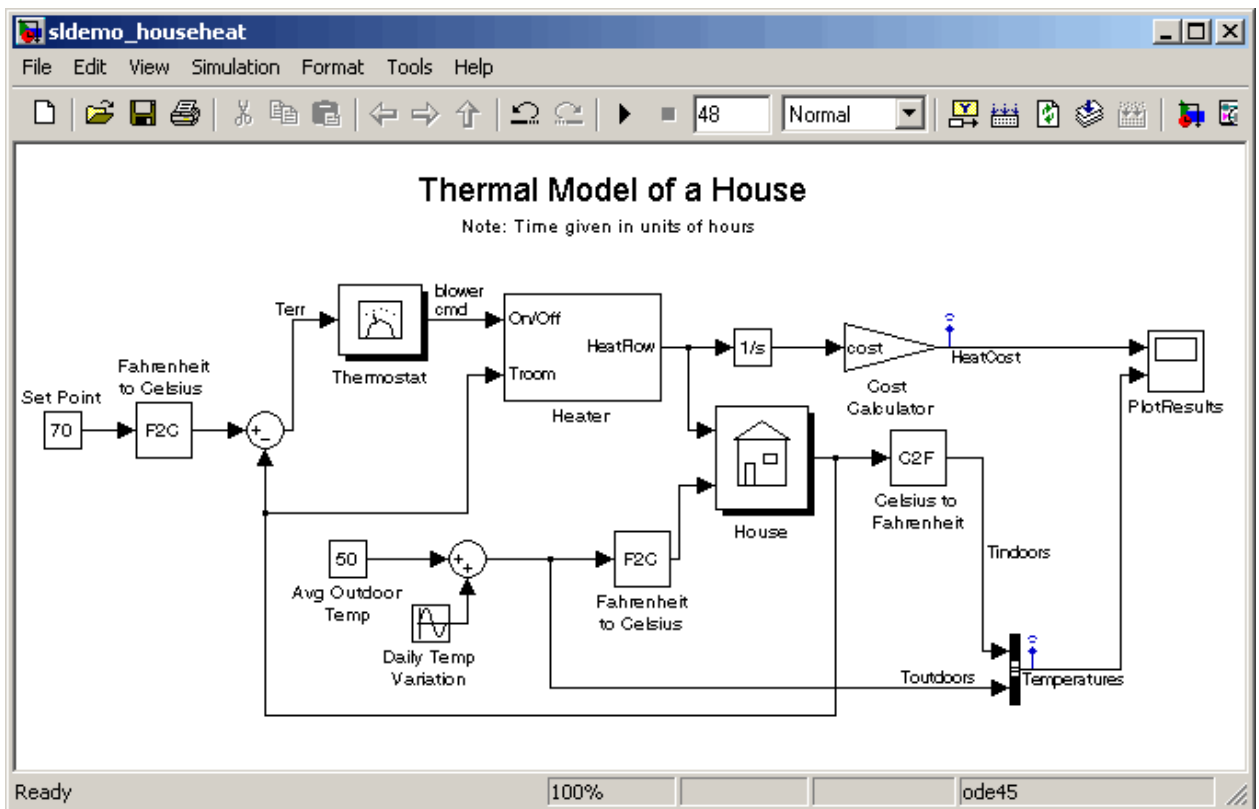 sldemo_househeat
File Edit View Simulation Format Tools Help
48 Normal
Thermal Model of a House
Note: Time given in units of hours
Terr
blower
cmd
On/Off
HeatFlow
Troom
Thermostat
Heater
1/s
cost
HeatCost
Cost
Calculator
PlotResults
Set Point
70
Fahrenheit
to Celsius
F2C
+
-
House
C2F
Celsius to
Fahrenheit
Tindoors
50
Avg Outdoor
Temp
+
+
F2C
Fahrenheit
to Celsius
Daily Temp
Variation
Toutdoors
Temperatures
Ready 100% ode45